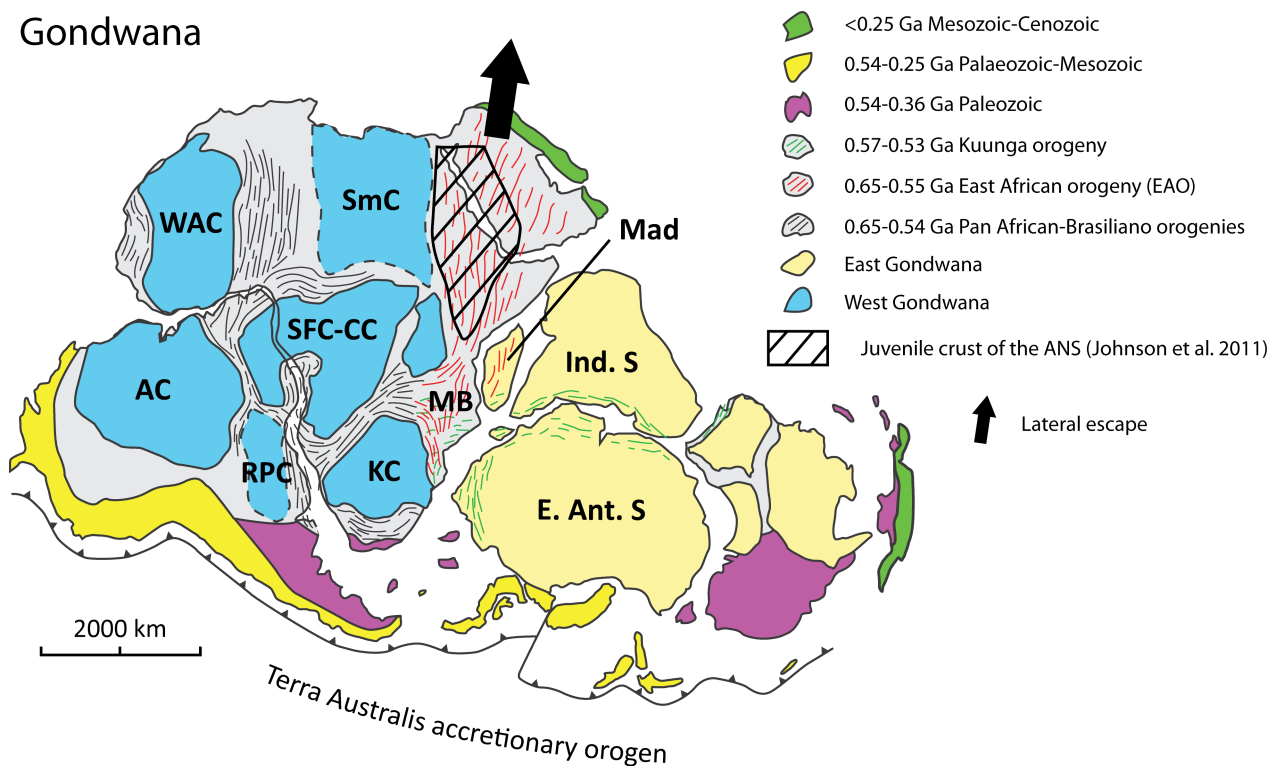 Gondwana
<0.25 Ga Mesozoic-Cenozoic
0.54-0.25 Ga Palaeozoic-Mesozoic
0.54-0.36 Ga Paleozoic
0.57-0.53 Ga Kuunga orogeny
0.65-0.55 Ga East African orogeny (EAO)
0.65-0.54 Ga Pan African-Brasiliano orogenies
East Gondwana
West Gondwana
Juvenile crust of the ANS (Johnson et al. 2011)
Lateral escape
WAC
SmC
Mad
SFC-CC
Ind. S
AC
MB
RPC
KC
E. Ant. S
2000 km
Terra Australis accretionary orogen